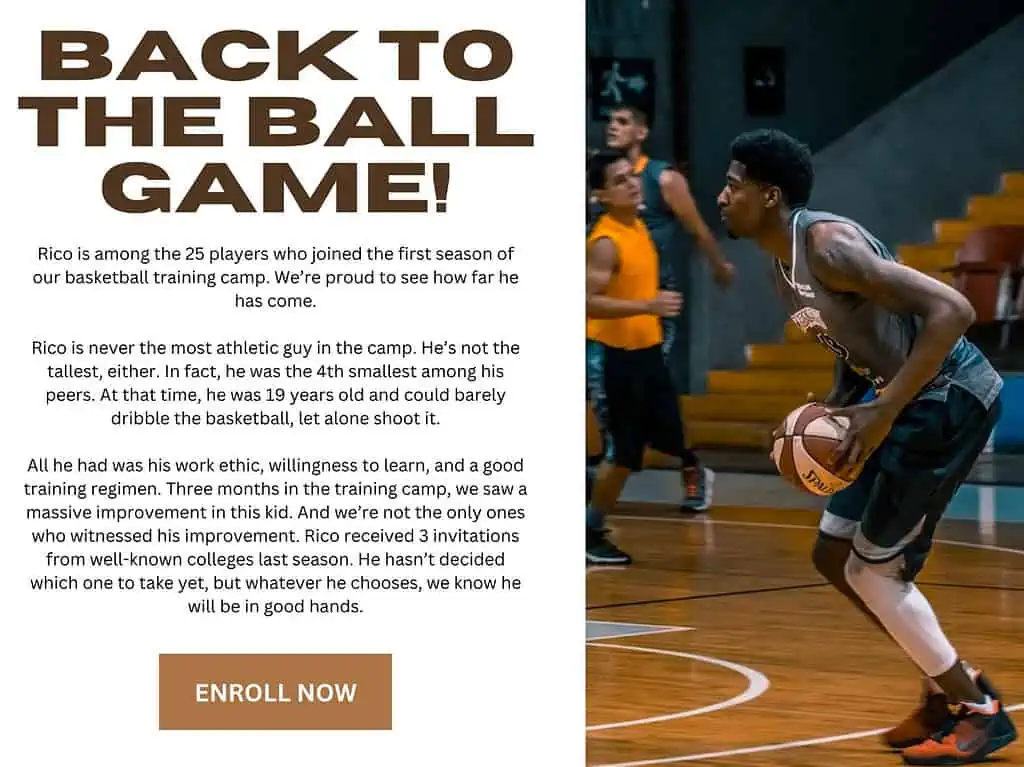 BACK TO
THE BALL
GAME!
Rico is among the 25 players who joined the first season of
our basketball training camp. We’re proud to see how far he
has come.
Rico is never the most athletic guy in the camp. He’s not the
tallest, either. In fact, he was the 4th smallest among his
peers. At that time, he was 19 years old and could barely
dribble the basketball, let alone shoot it.
All he had was his work ethic, willingness to learn, and a good
training regimen. Three months in the training camp, we saw a
massive improvement in this kid. And we’re not the only ones
who witnessed his improvement. Rico received 3 invitations
from well-known colleges last season. He hasn’t decided
which one to take yet, but whatever he chooses, we know he
will be in good hands.
ENROLL NOW
SPALDING